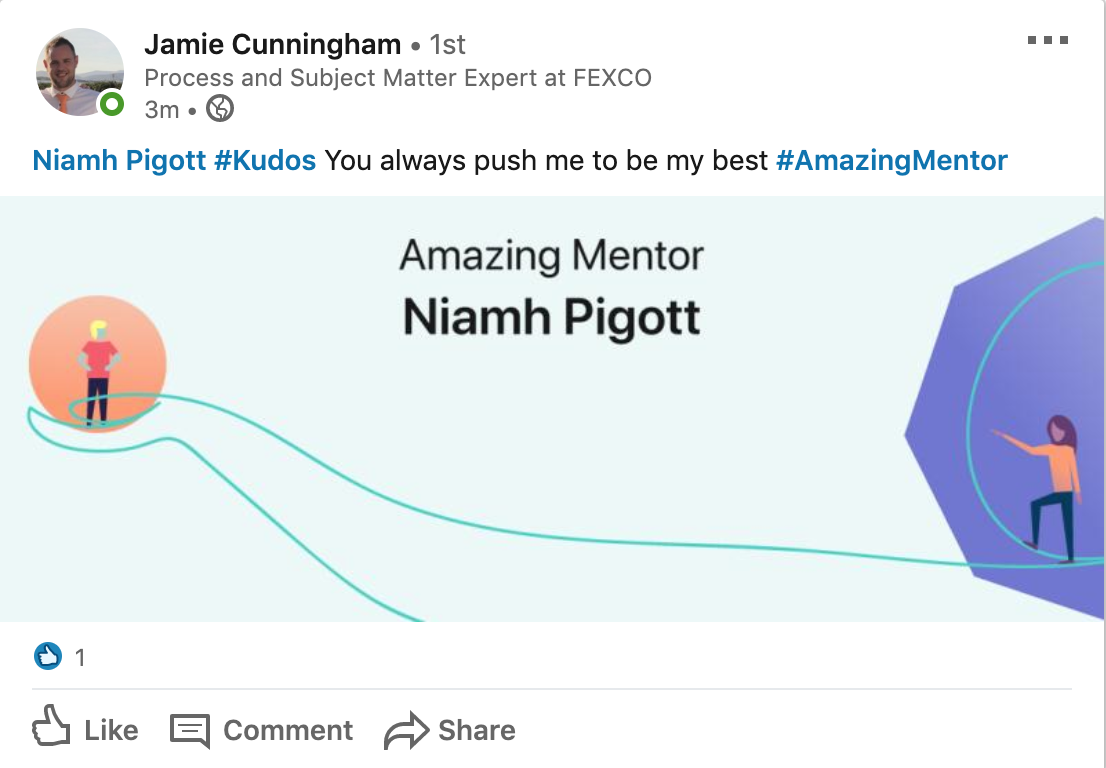 Jamie Cunningham • 1st
Process and Subject Matter Expert at FEXCO
3m •
Niamh Pigott #Kudos You always push me to be my best #AmazingMentor
Amazing Mentor
Niamh Pigott
1
Like Comment Share